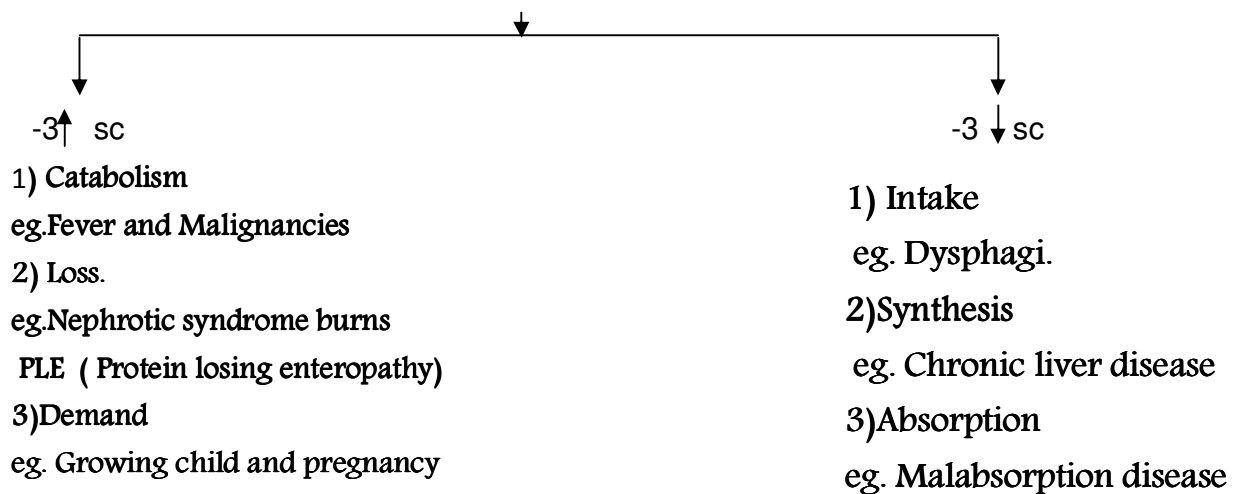 -3↑ sc
1) Catabolism
eg.Fever and Malignancies
2) Loss.
eg.Nephrotic syndrome burns
PLE ( Protein losing enteropathy)
3)Demand
eg. Growing child and pregnancy
-3 ↓ sc
1) Intake
eg. Dysphagi.
2)Synthesis
eg. Chronic liver disease
3)Absorption
eg. Malabsorption disease